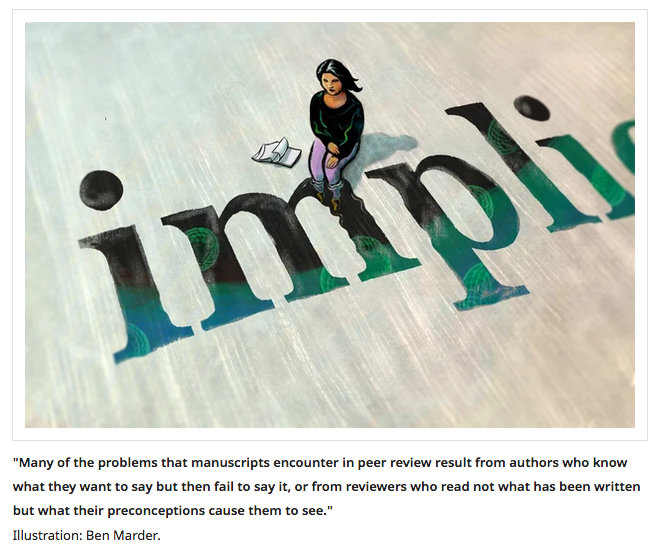 implic
"Many of the problems that manuscripts encounter in peer review result from authors who know
what they want to say but then fail to say it, or from reviewers who read not what has been written
but what their preconceptions cause them to see."
Illustration: Ben Marder.